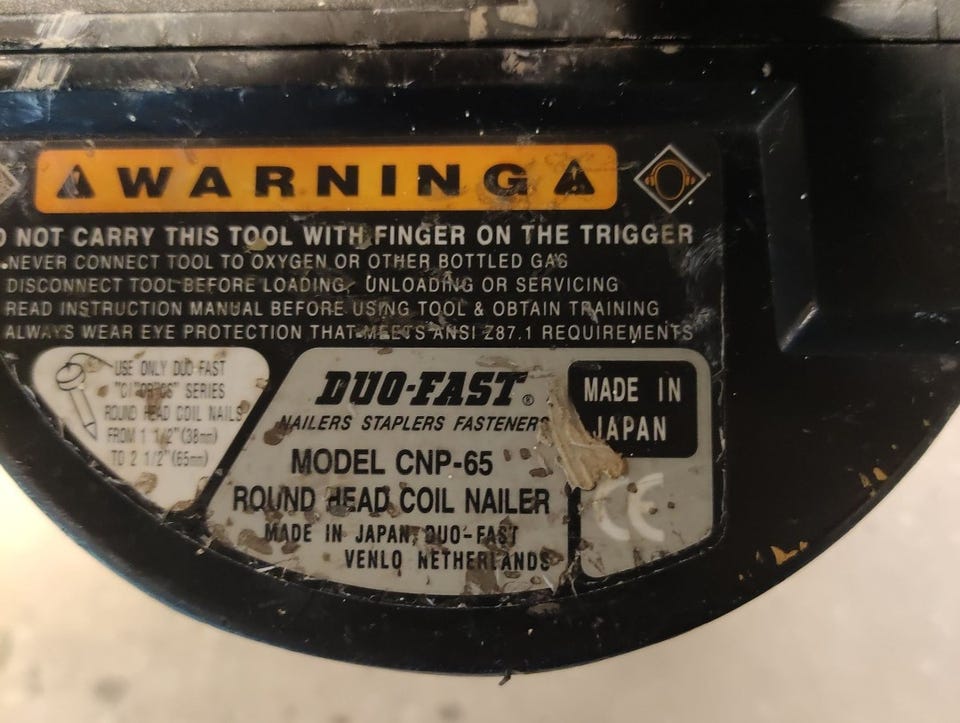 WARNING
NOT CARRY THIS TOOL WITH FINGER ON THE TRIGGER
NEVER CONNECT TOOL TO OXYGEN OR OTHER BOTTLED GAS
DISCONNECT TOOL BEFORE LOADING, UNLOADING OR SERVICING
READ INSTRUCTION MANUAL BEFORE USING TOOL & OBTAIN TRAINING
ALWAYS WEAR EYE PROTECTION THAT MEETS ANSI Z87.1 REQUIREMENTS
USE ONLY DUO-FAST
SERIES
ROUND HEAD COIL NAILS
FROM 1 1/2"(38mm)
TO 2 1/2"(65mm)
DUO-FAST®
NAILERS STAPLERS FASTENERS
MODEL CNP-65
ROUND HEAD COIL NAILER
MADE IN JAPAN, DUO-FAST
VENLO NETHERLANDS
MADE IN
JAPAN
CE